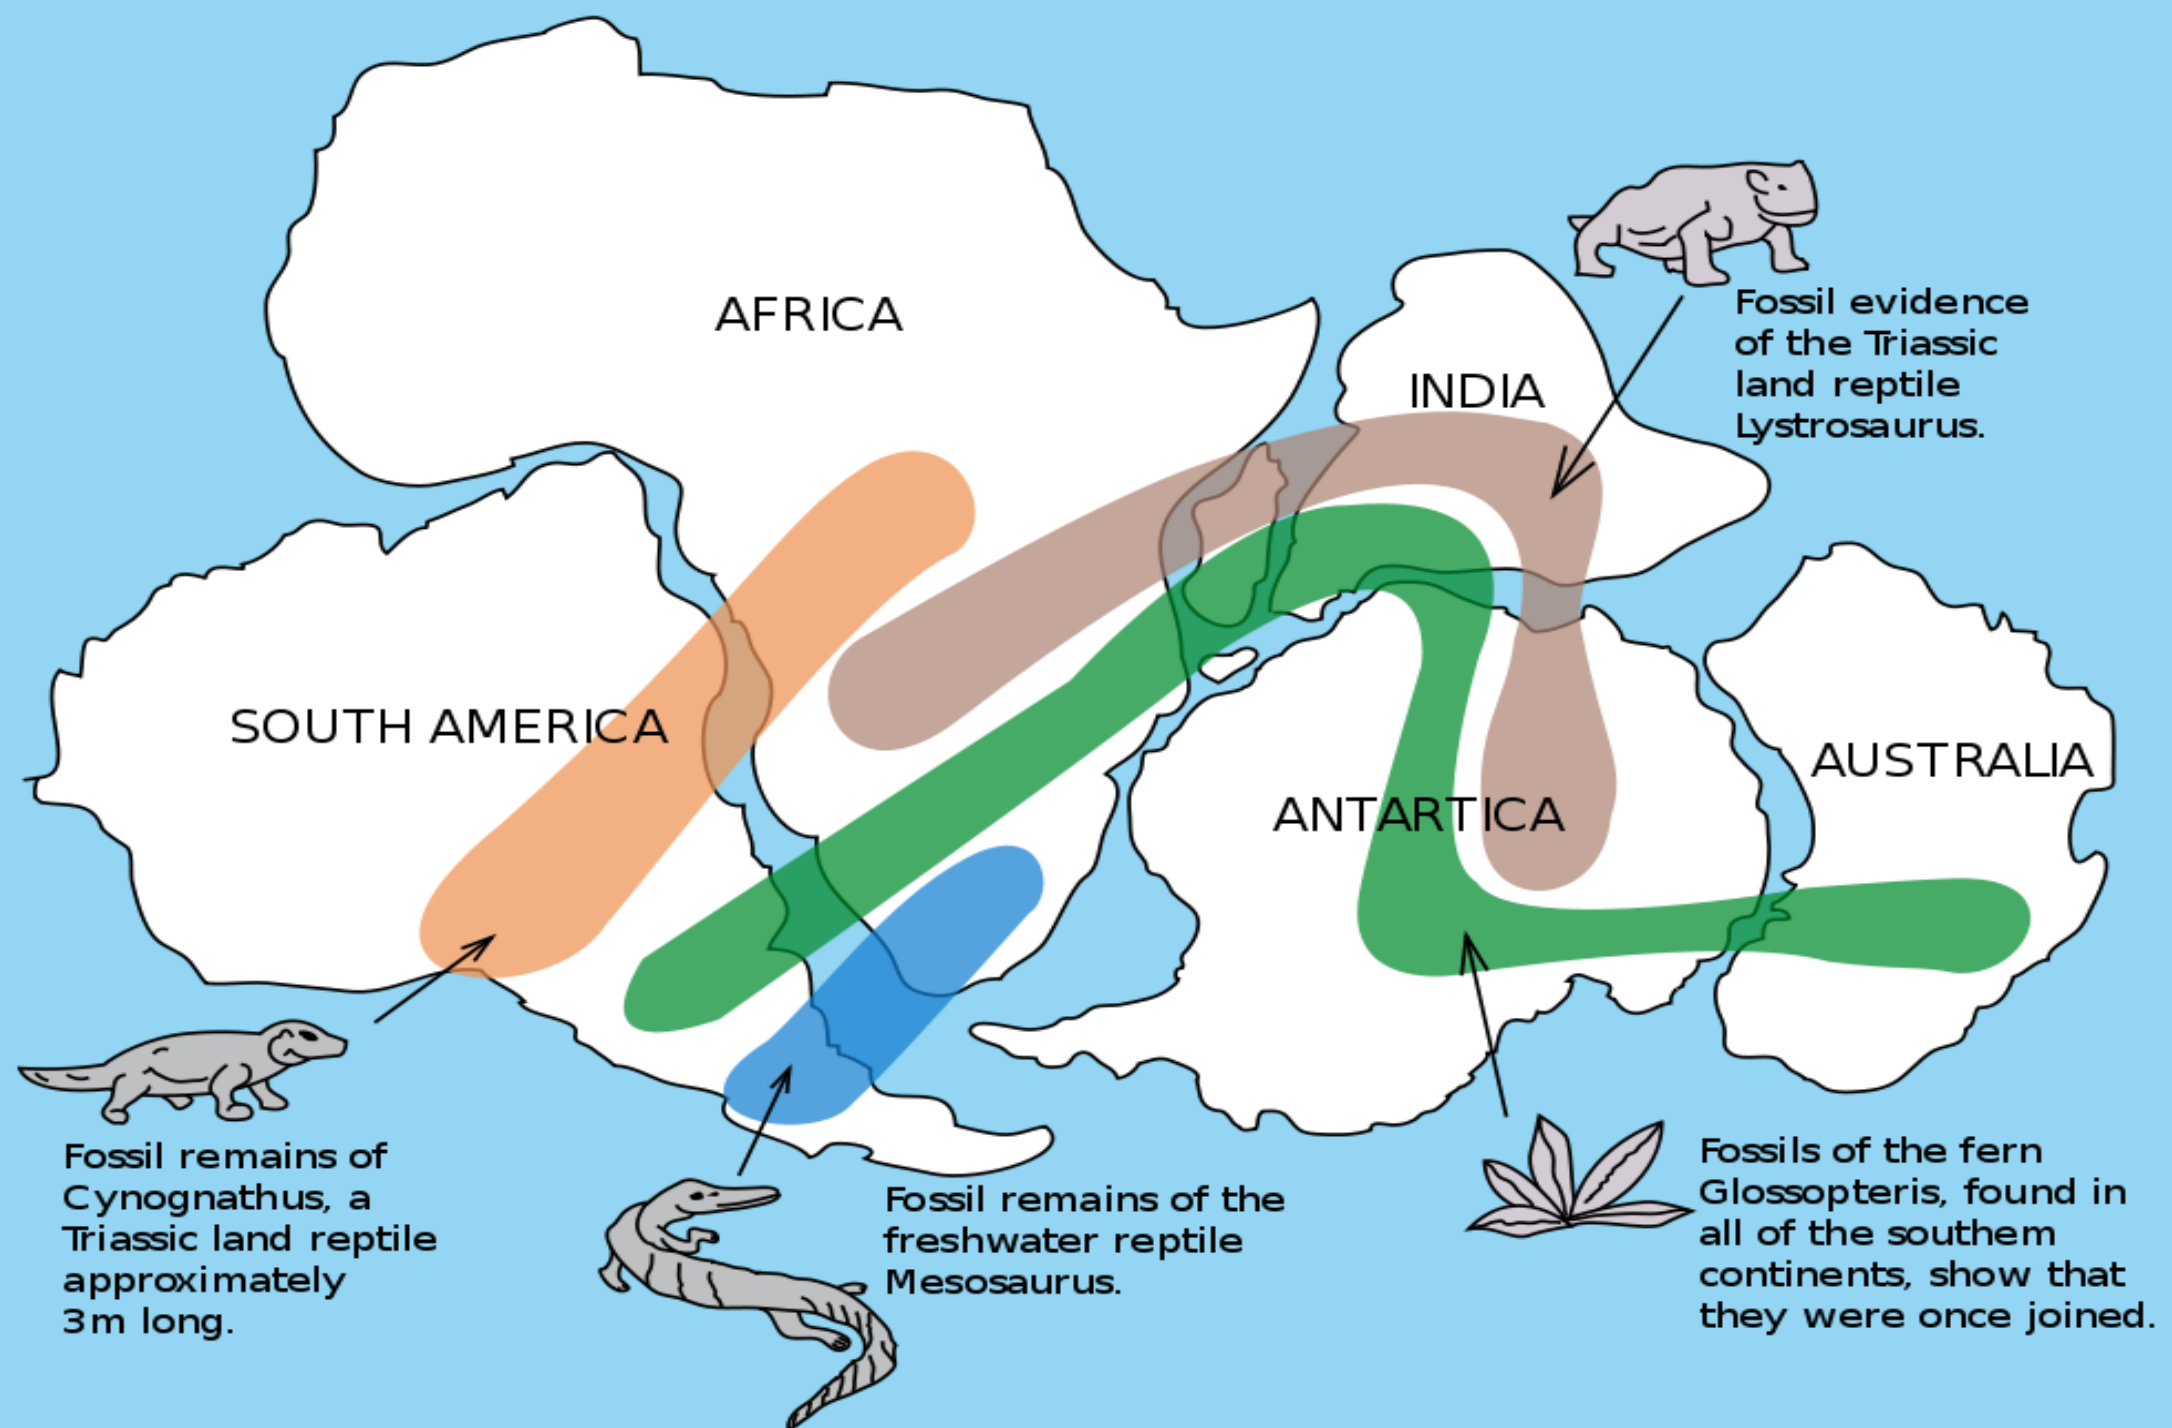 AFRICA
INDIA
Fossil evidence
of the Triassic
land reptile
Lystrosaurus.
SOUTH AMERICA
AUSTRALIA
ANTARTICA
Fossil remains of
Cynognathus, a
Triassic land reptile
approximately
3m long.
Fossil remains of the
freshwater reptile
Mesosaurus.
Fossils of the fern
Glossopteris, found in
all of the southem
continents, show that
they were once joined.